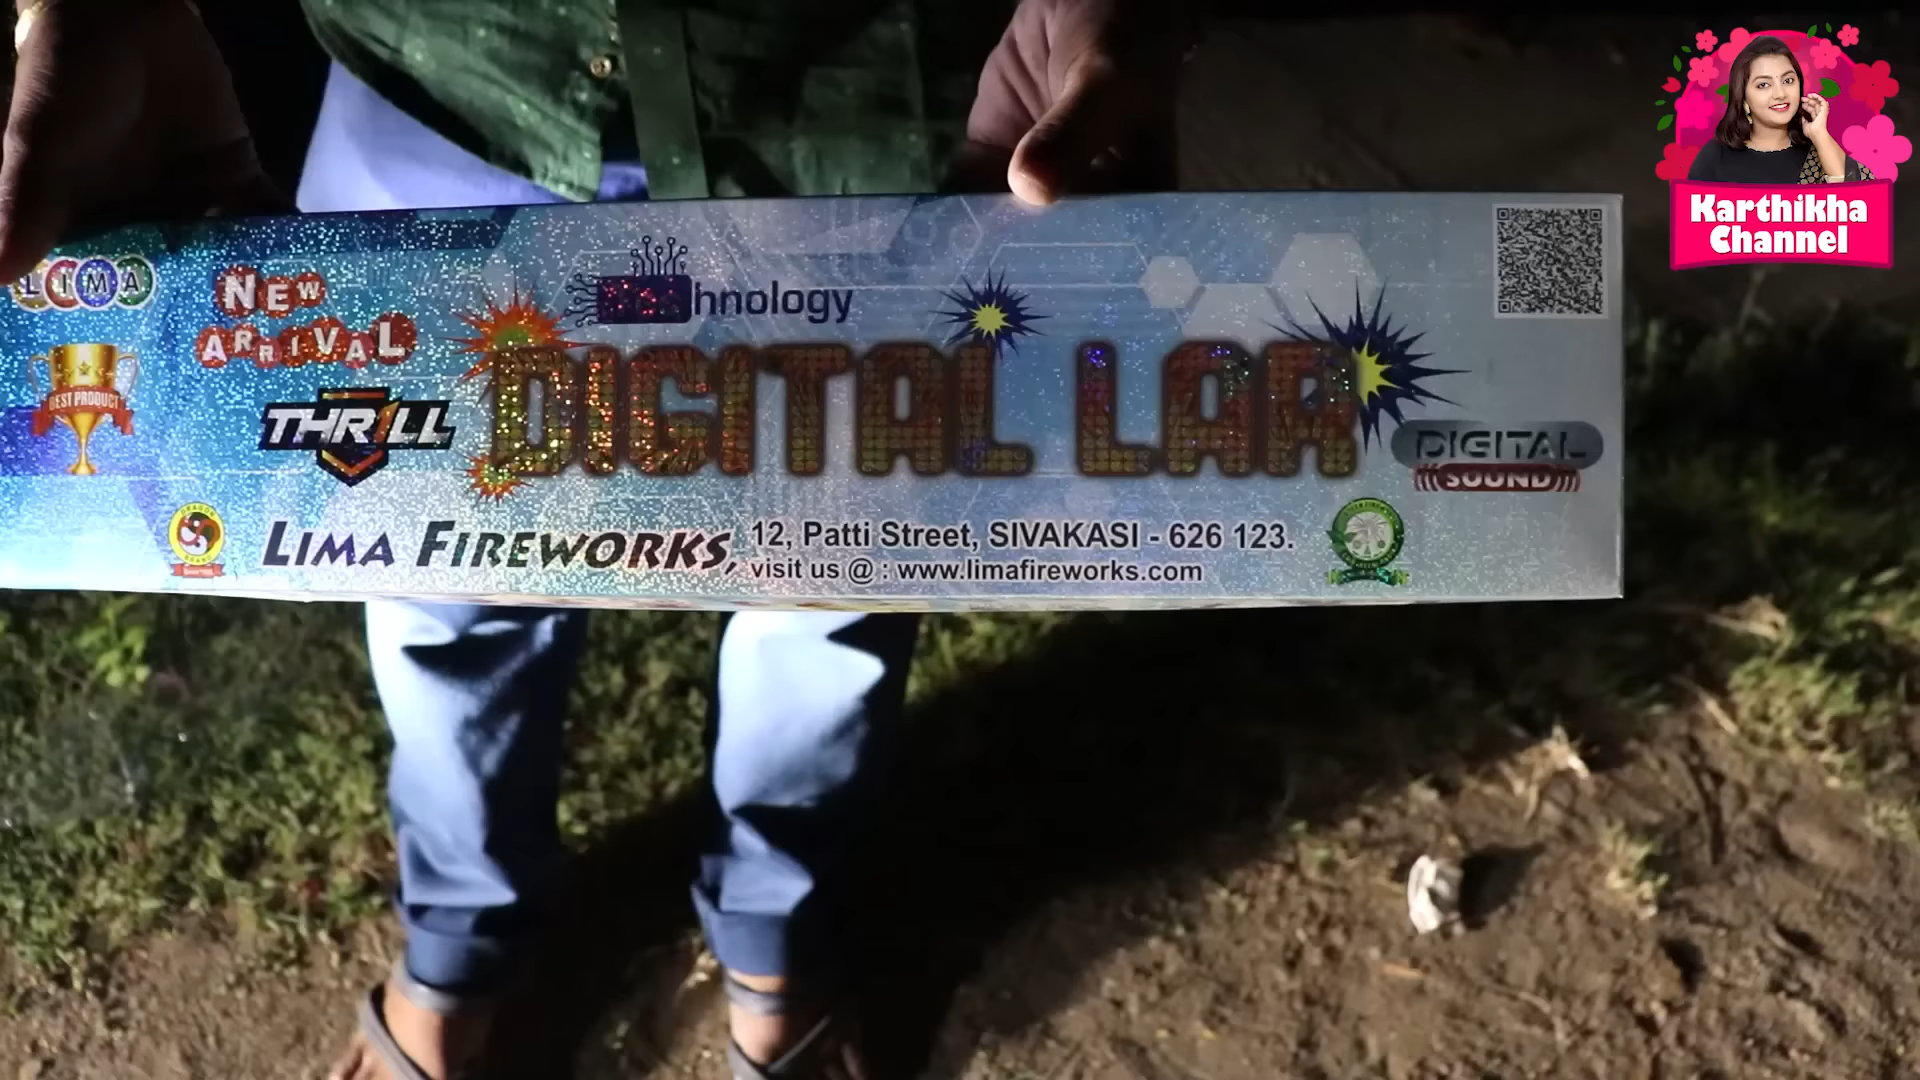 Karthikha
Channel
LIMA
NEW
ARRIVAL
Technology
BEST PRODUCT
THR1LL
DIGITAL LAR
DIGITAL
SOUND
LIMA FIREWORKS,
12, Patti Street, SIVAKASI - 626 123.
visit us @ : www.limafireworks.com